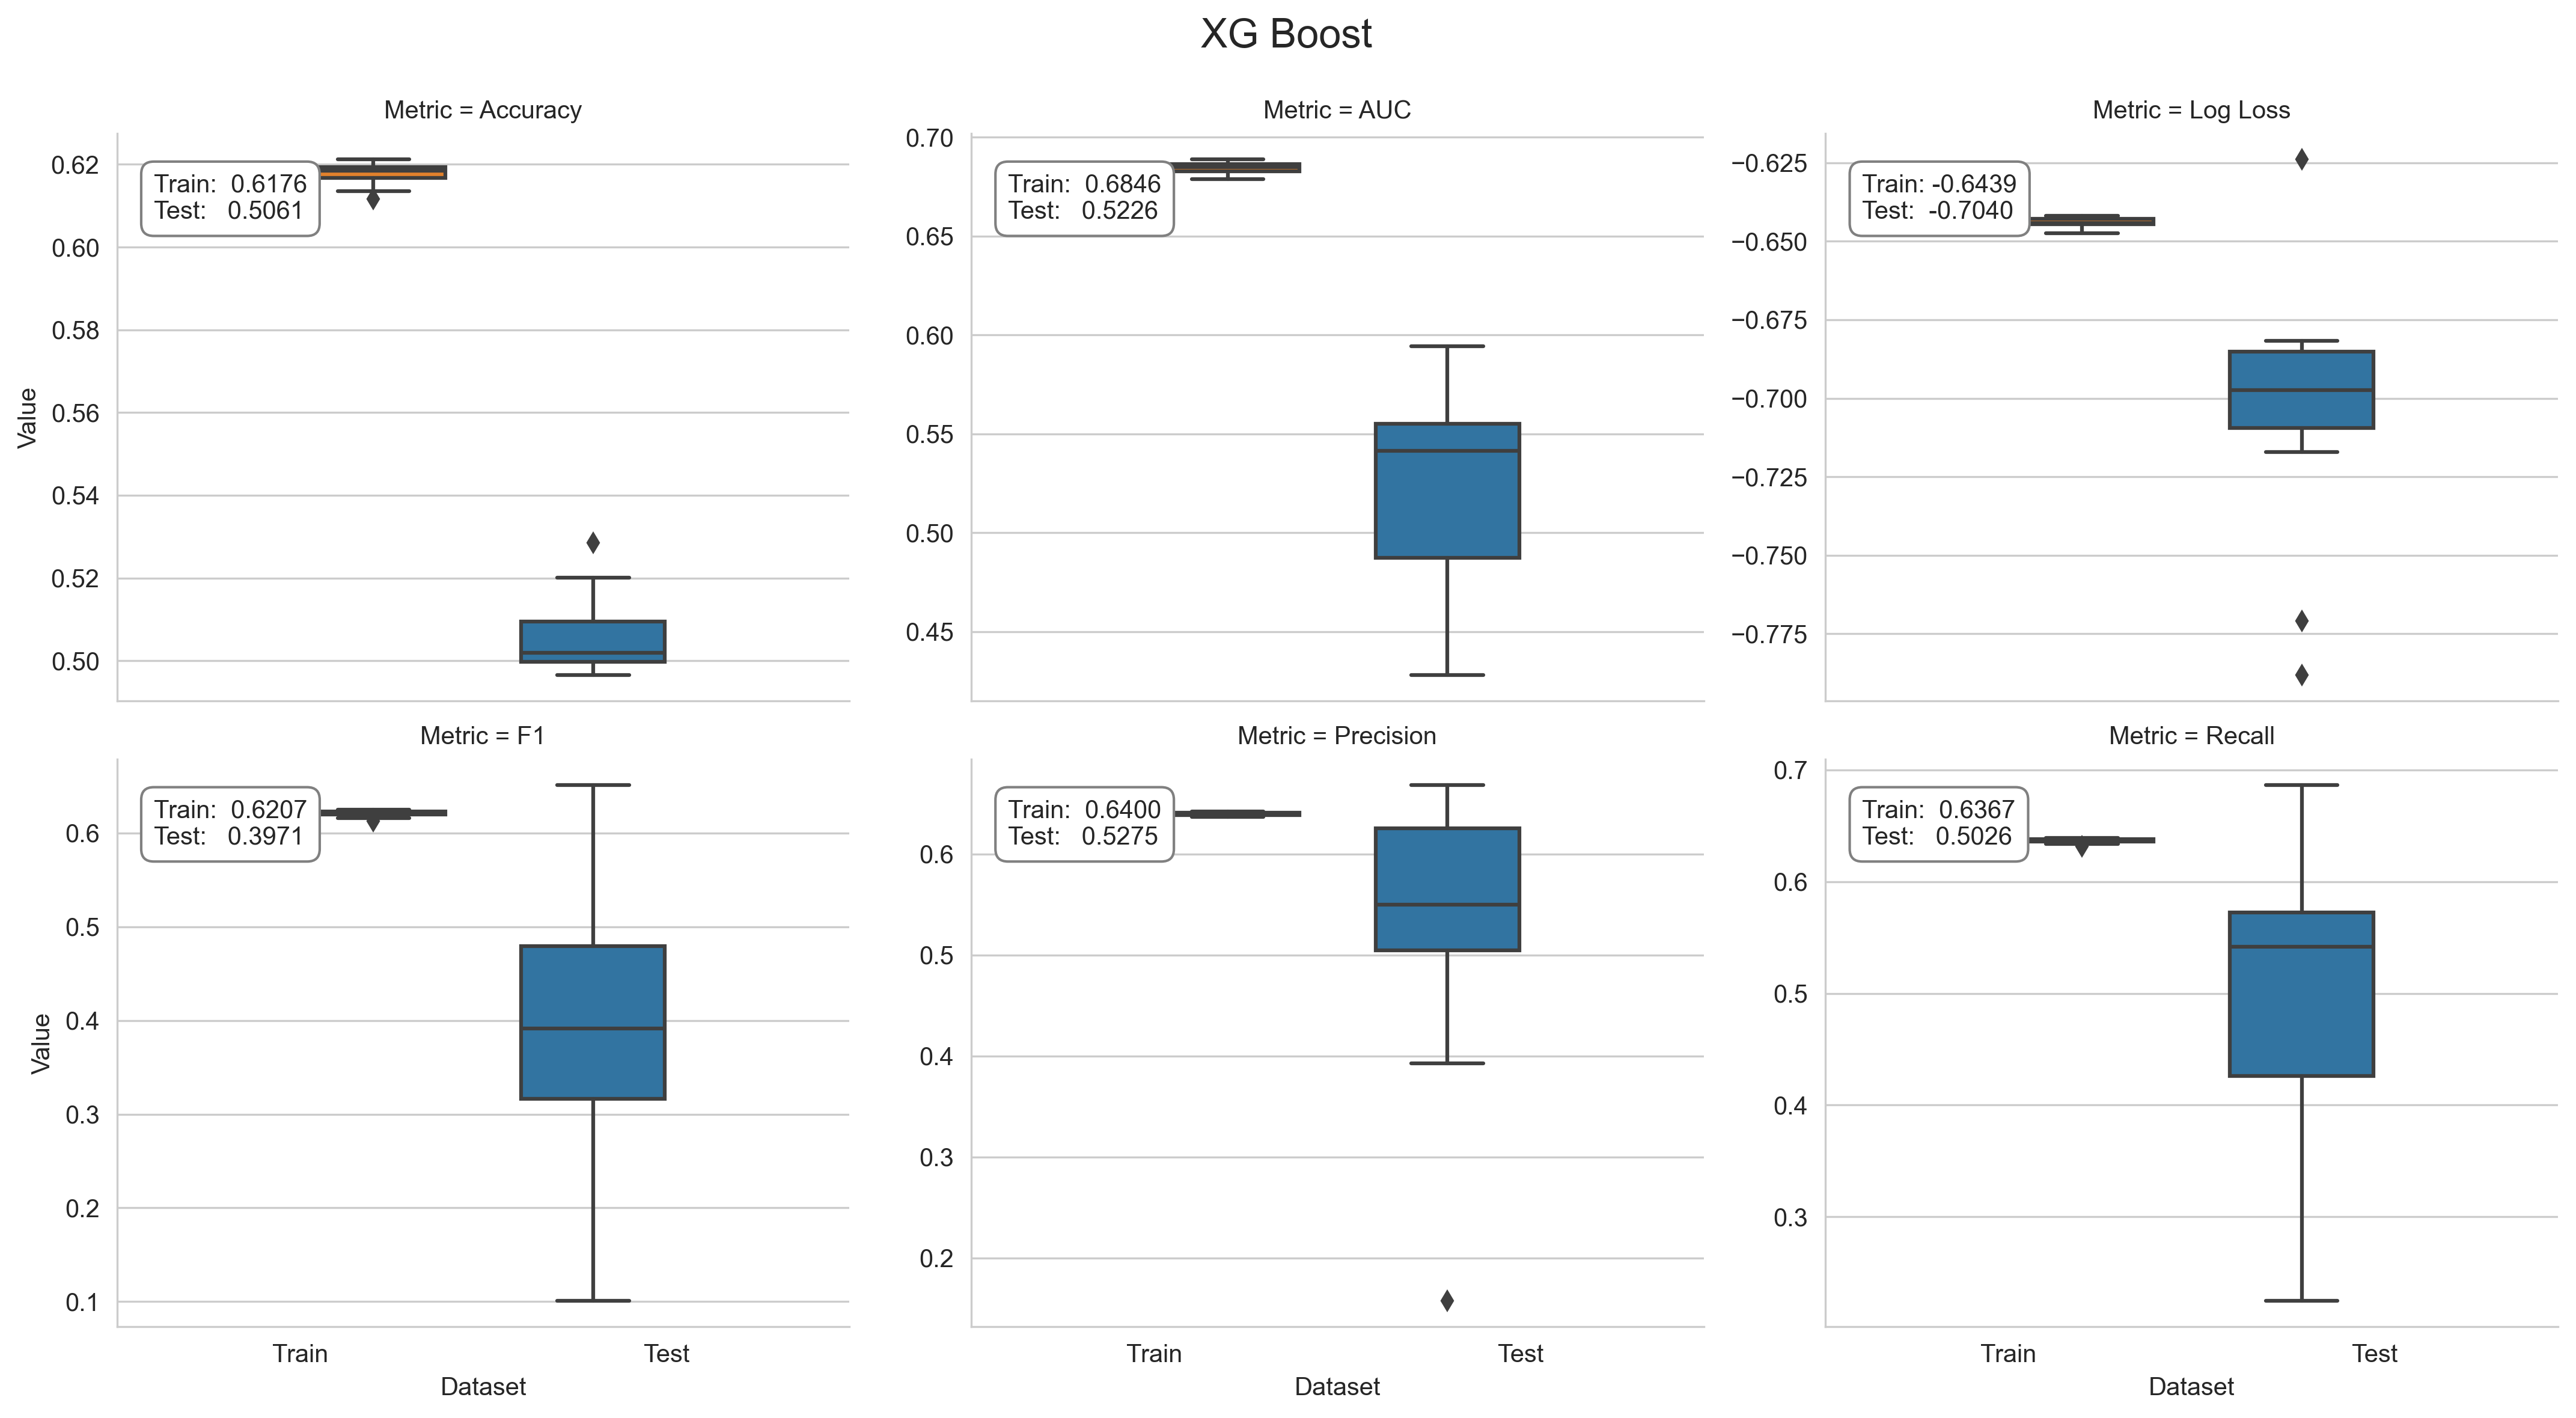 XG Boost
Metric = Accuracy
Value
0.62
0.60
0.58
0.56
0.54
0.52
0.50
Train: 0.6176
Test: 0.5061
Metric = AUC
0.70
0.65
0.60
0.55
0.50
0.45
Train: 0.6846
Test: 0.5226
Metric = Log Loss
−0.625
−0.650
−0.675
−0.700
−0.725
−0.750
−0.775
Train: -0.6439
Test: -0.7040
Metric = F1
Value
0.6
0.5
0.4
0.3
0.2
0.1
Train: 0.6207
Test: 0.3971
Train
Test
Dataset
Metric = Precision
0.6
0.5
0.4
0.3
0.2
Train: 0.6400
Test: 0.5275
Train
Test
Dataset
Metric = Recall
0.7
0.6
0.5
0.4
0.3
Train: 0.6367
Test: 0.5026
Train
Test
Dataset